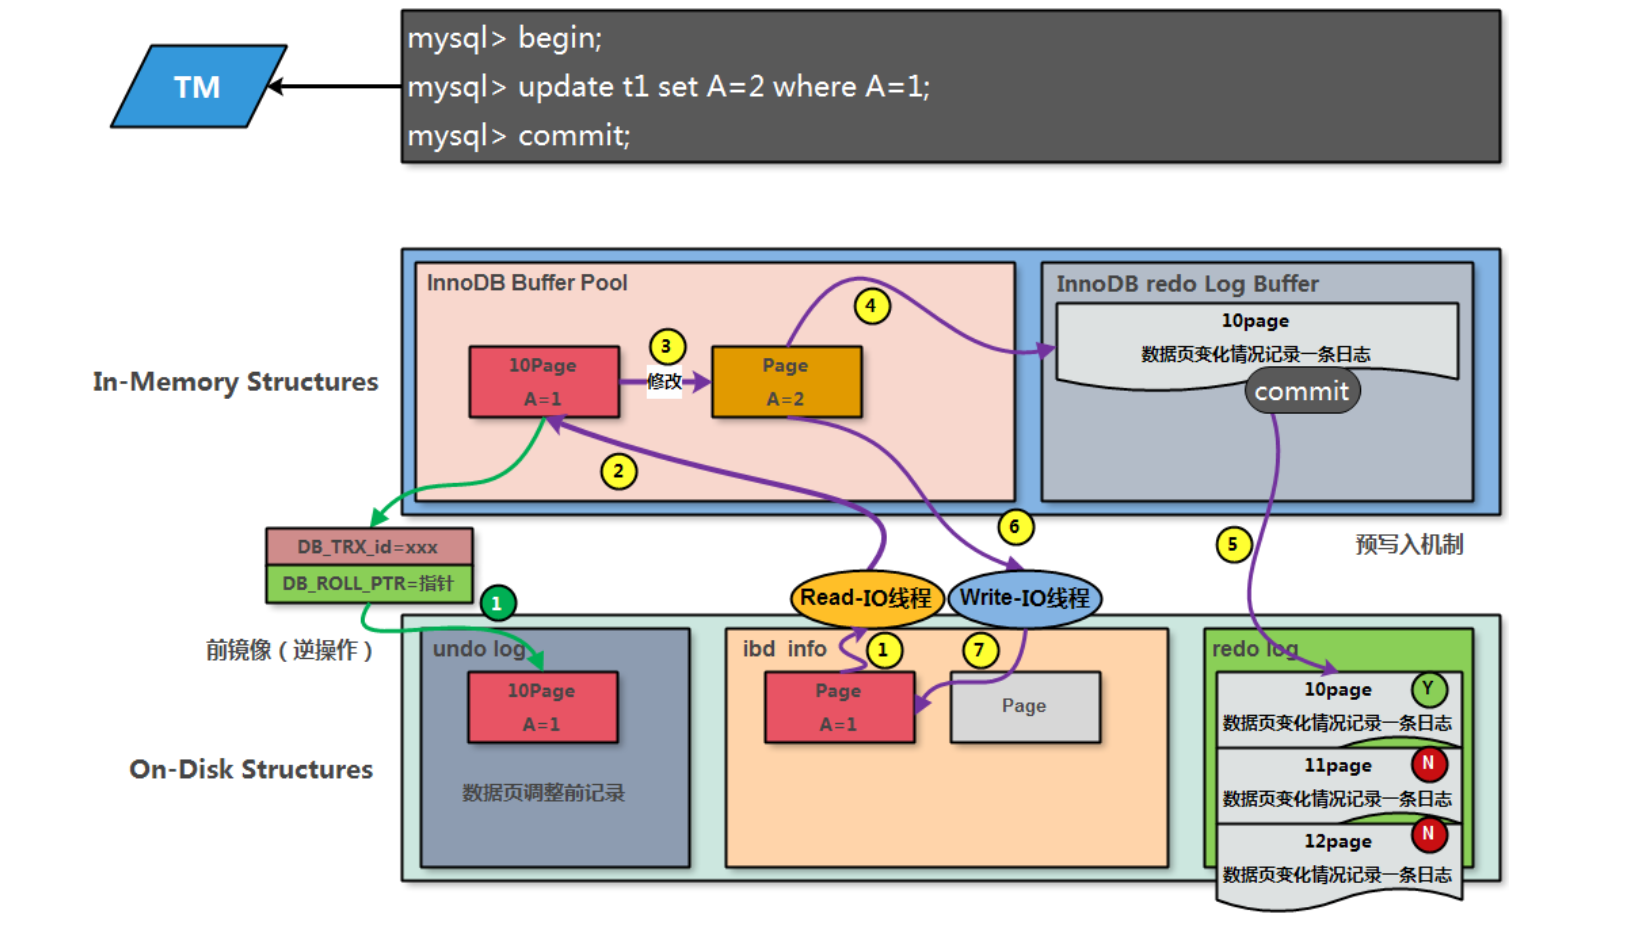 mysql> begin;
TM
mysql> update t1 set A=2 where A=1;
mysql> commit;
InnoDB Buffer Pool
InnoDB redo Log Buffer
4
10page
3
数据页变化情况记录一条日志
10Page
Page
In-Memory Structures
修改
A=1
A=2
commit
2
6
5
预写入机制
DB_TRX_id=xxx
DB_ROLL_PTR=指针
1
Read-IO线程
Write-IO线程
前镜像（逆操作）
undo log
ibd info
1
7
redo log
10Page
A=1
Page
A=1
Page
10page
Y
数据页变化情况记录一条日志
On-Disk Structures
数据页调整前记录
11page
N
数据页变化情况记录一条日志
12page
N
数据页变化情况记录一条日志